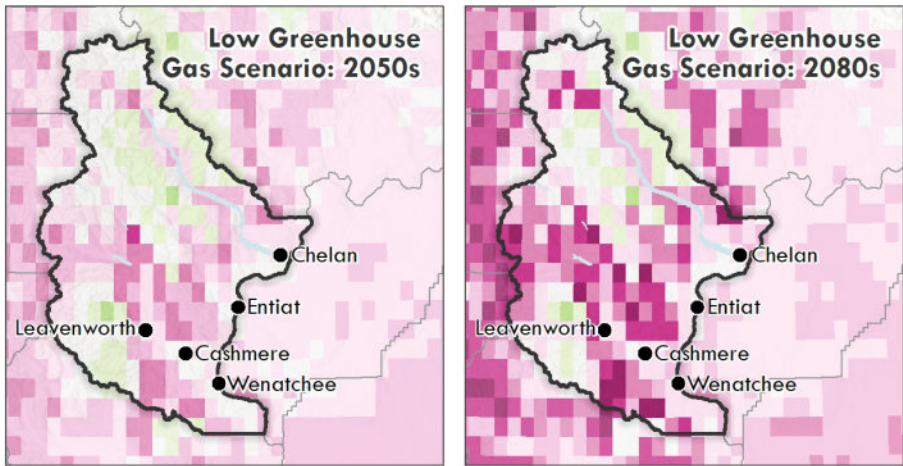 Low Greenhouse
Gas Scenario: 2050s
Chelan
Entiat
Leavenworth
Cashmere
Wenatchee
Low Greenhouse
Gas Scenario: 2080s
Chelan
Entiat
Leavenworth
Cashmere
Wenatchee